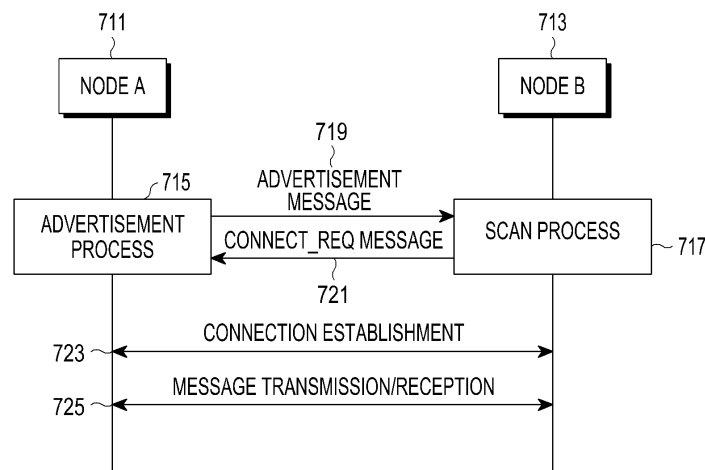 711
713
NODE A
NODE B
719
ADVERTISEMENT
MESSAGE
715
ADVERTISEMENT
PROCESS
SCAN PROCESS
717
CONNECT_REQ MESSAGE
721
CONNECTION ESTABLISHMENT
723
MESSAGE TRANSMISSION/RECEPTION
725